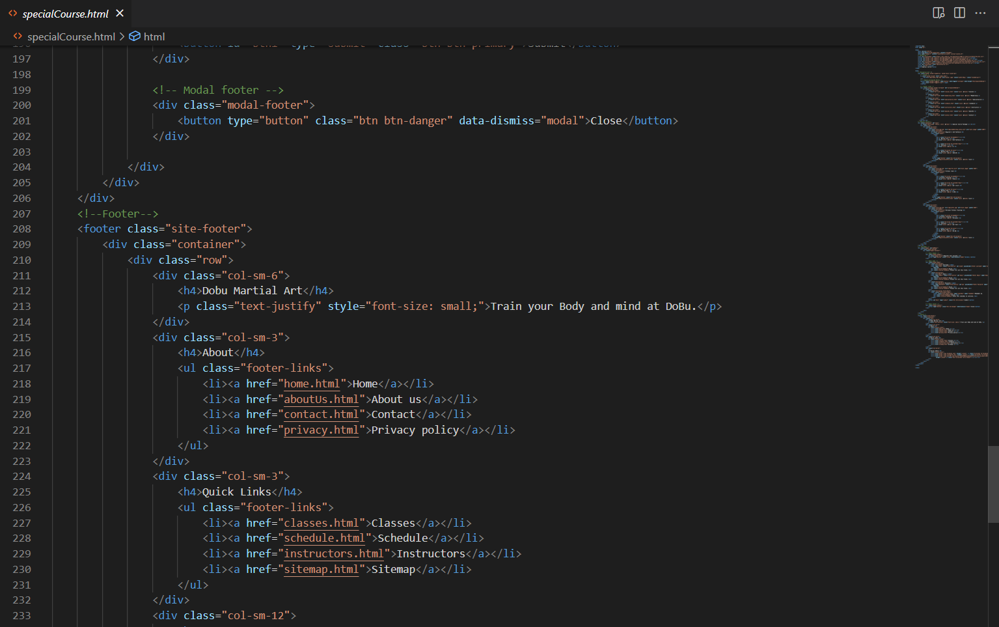 specialCourse.html
specialCourse.html > html
197 </div>
198
199 <!-- Modal footer -->
200 <div class="modal-footer">
201 <button type="button" class="btn btn-danger" data-dismiss="modal">Close</button>
202 </div>
203
204 </div>
205 </div>
206 </div>
207 <!--Footer-->
208 <footer class="site-footer">
209 <div class="container">
210 <div class="row">
211 <div class="col-sm-6">
212 <h4>Dobu Martial Art</h4>
213 <p class="text-justify" style="font-size: small;">Train your Body and mind at DoBu.</p>
214 </div>
215 <div class="col-sm-3">
216 <h4>About</h4>
217 <ul class="footer-links">
218 <li><a href="home.html">Home</a></li>
219 <li><a href="aboutUs.html">About us</a></li>
220 <li><a href="contact.html">Contact</a></li>
221 <li><a href="privacy.html">Privacy policy</a></li>
222 </ul>
223 </div>
224 <div class="col-sm-3">
225 <h4>Quick Links</h4>
226 <ul class="footer-links">
227 <li><a href="classes.html">Classes</a></li>
228 <li><a href="schedule.html">Schedule</a></li>
229 <li><a href="instructors.html">Instructors</a></li>
230 <li><a href="sitemap.html">Sitemap</a></li>
231 </ul>
232 </div>
233 <div class="col-sm-12">